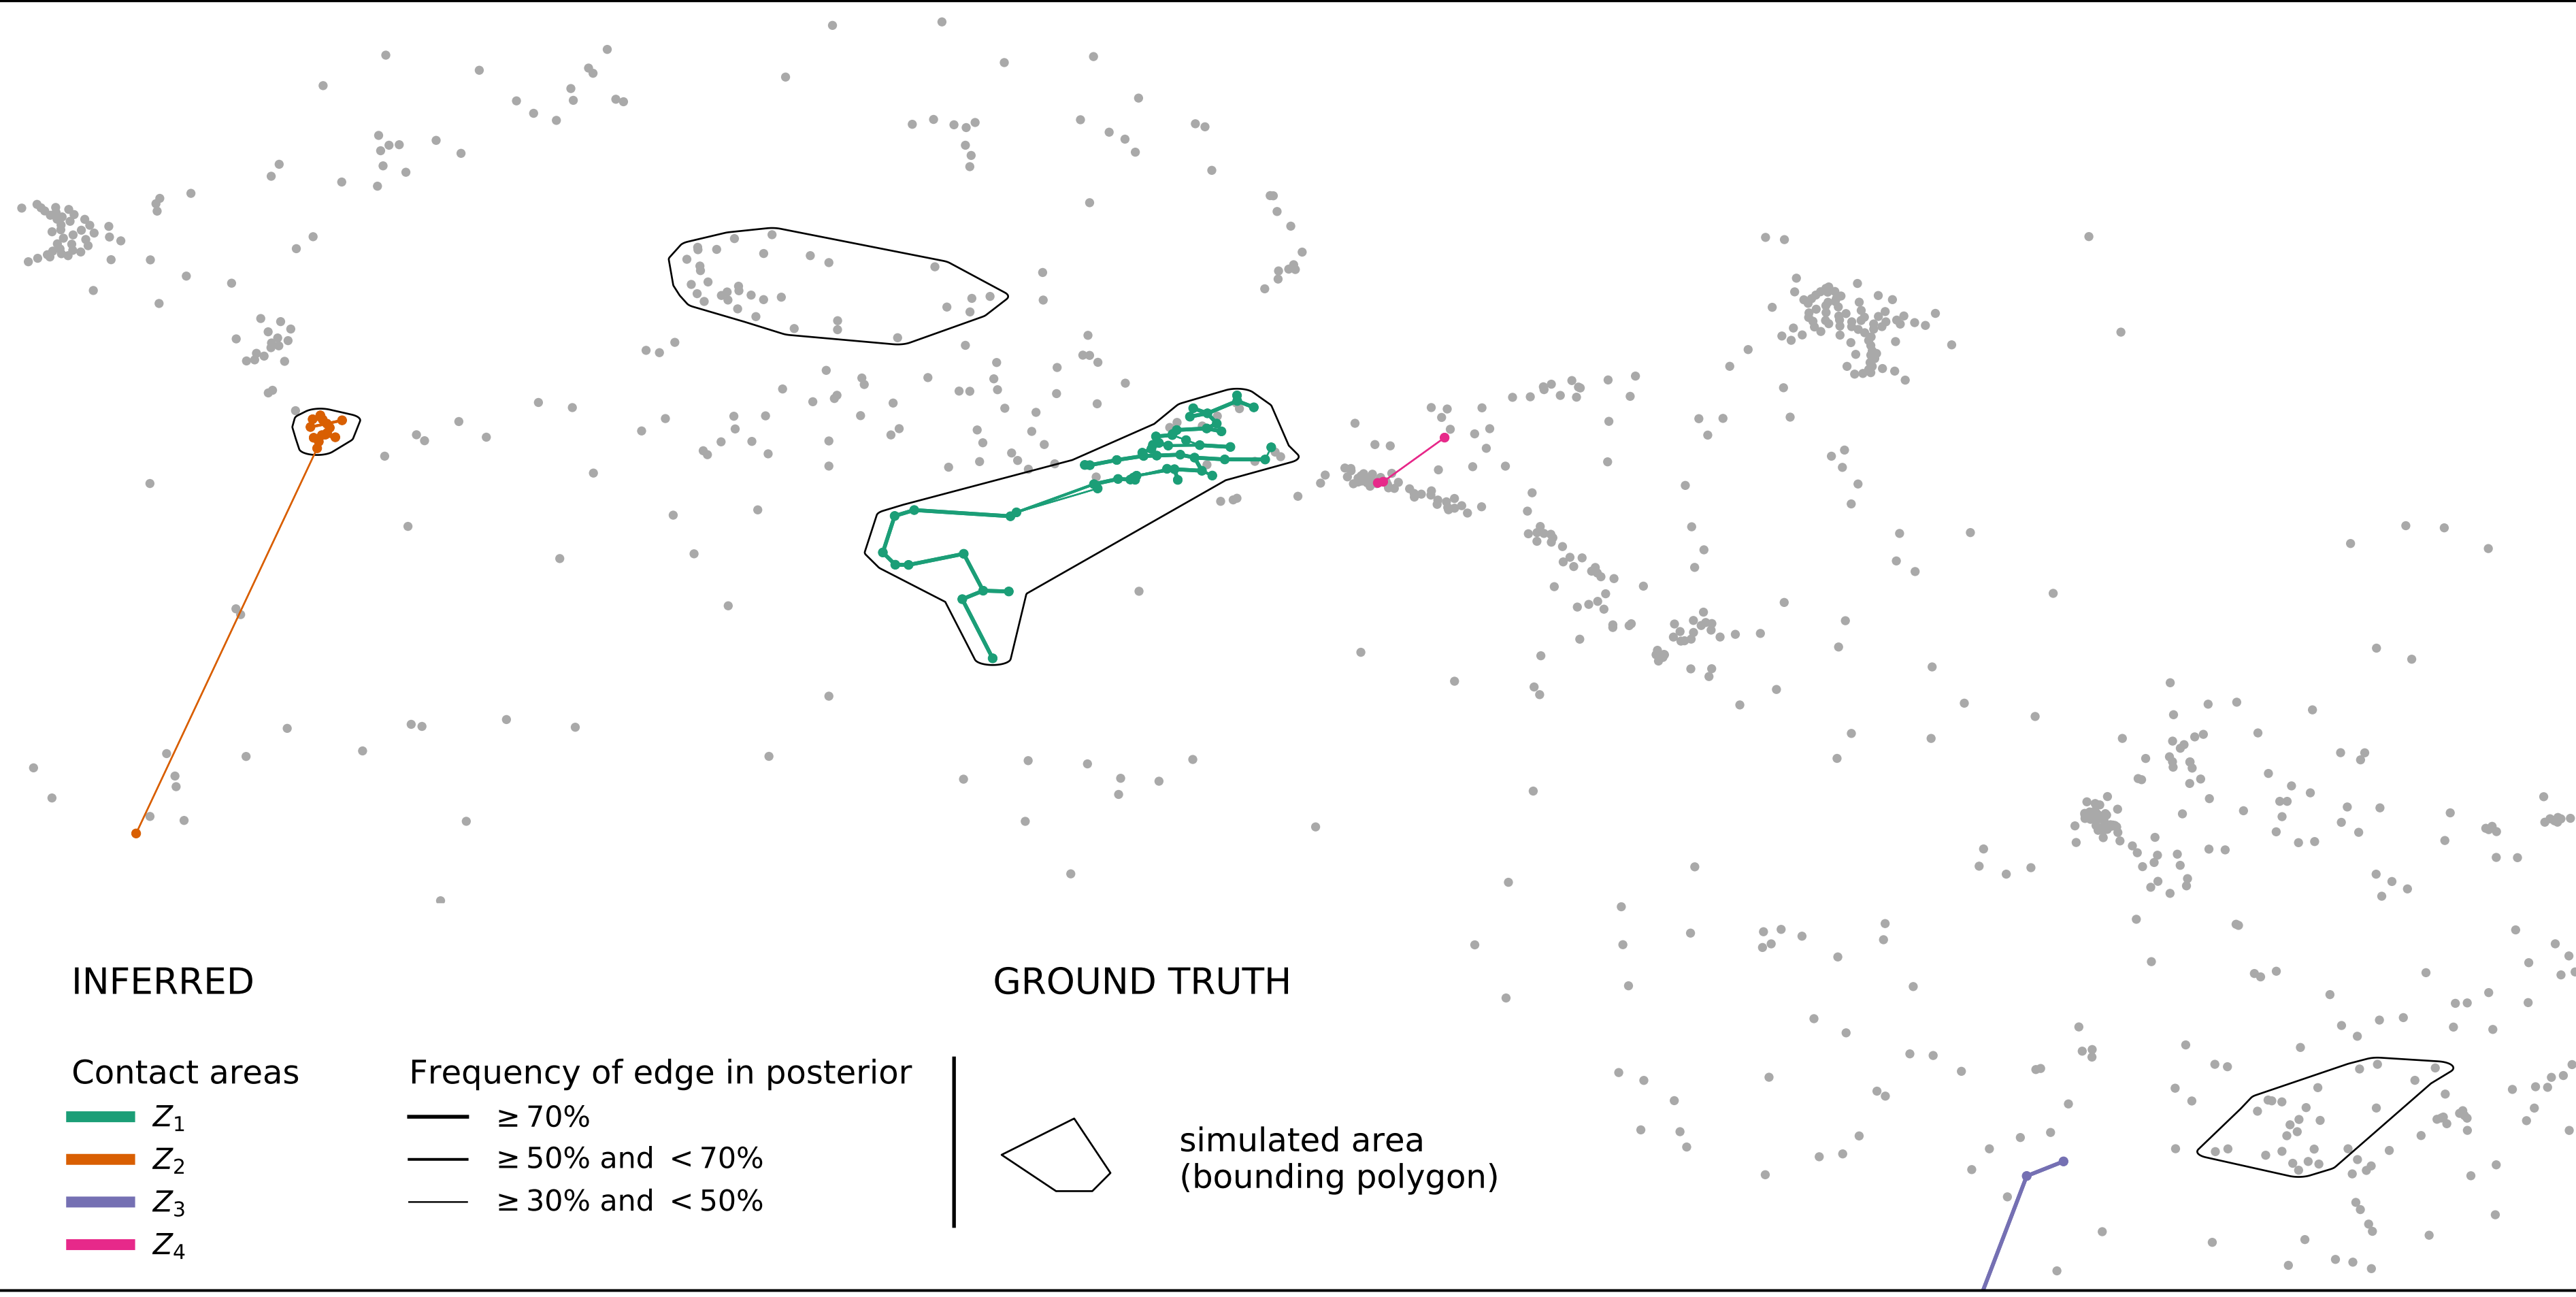 INFERRED
Contact areas
Z₁
Z₂
Z₃
Z₄
Frequency of edge in posterior
≥ 70%
≥ 50% and < 70%
≥ 30% and < 50%
GROUND TRUTH
simulated area
(bounding polygon)